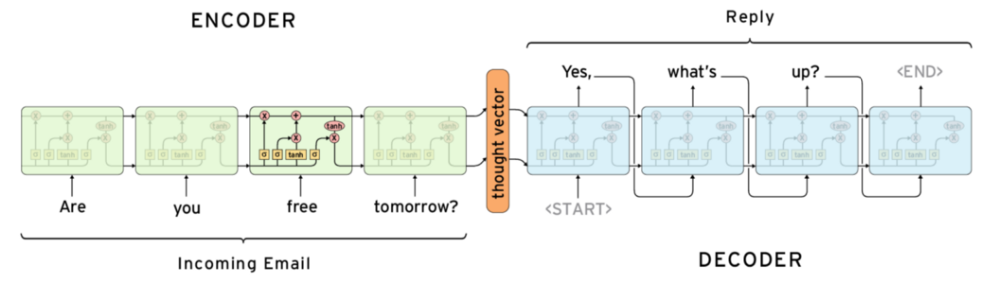 ENCODER
Reply
Yes,
what's
up?
<END>
x
+
tanh
x
x
σ
σ
tanh
σ
thought vector
Are
you
free
tomorrow?
<START>
Incoming Email
DECODER